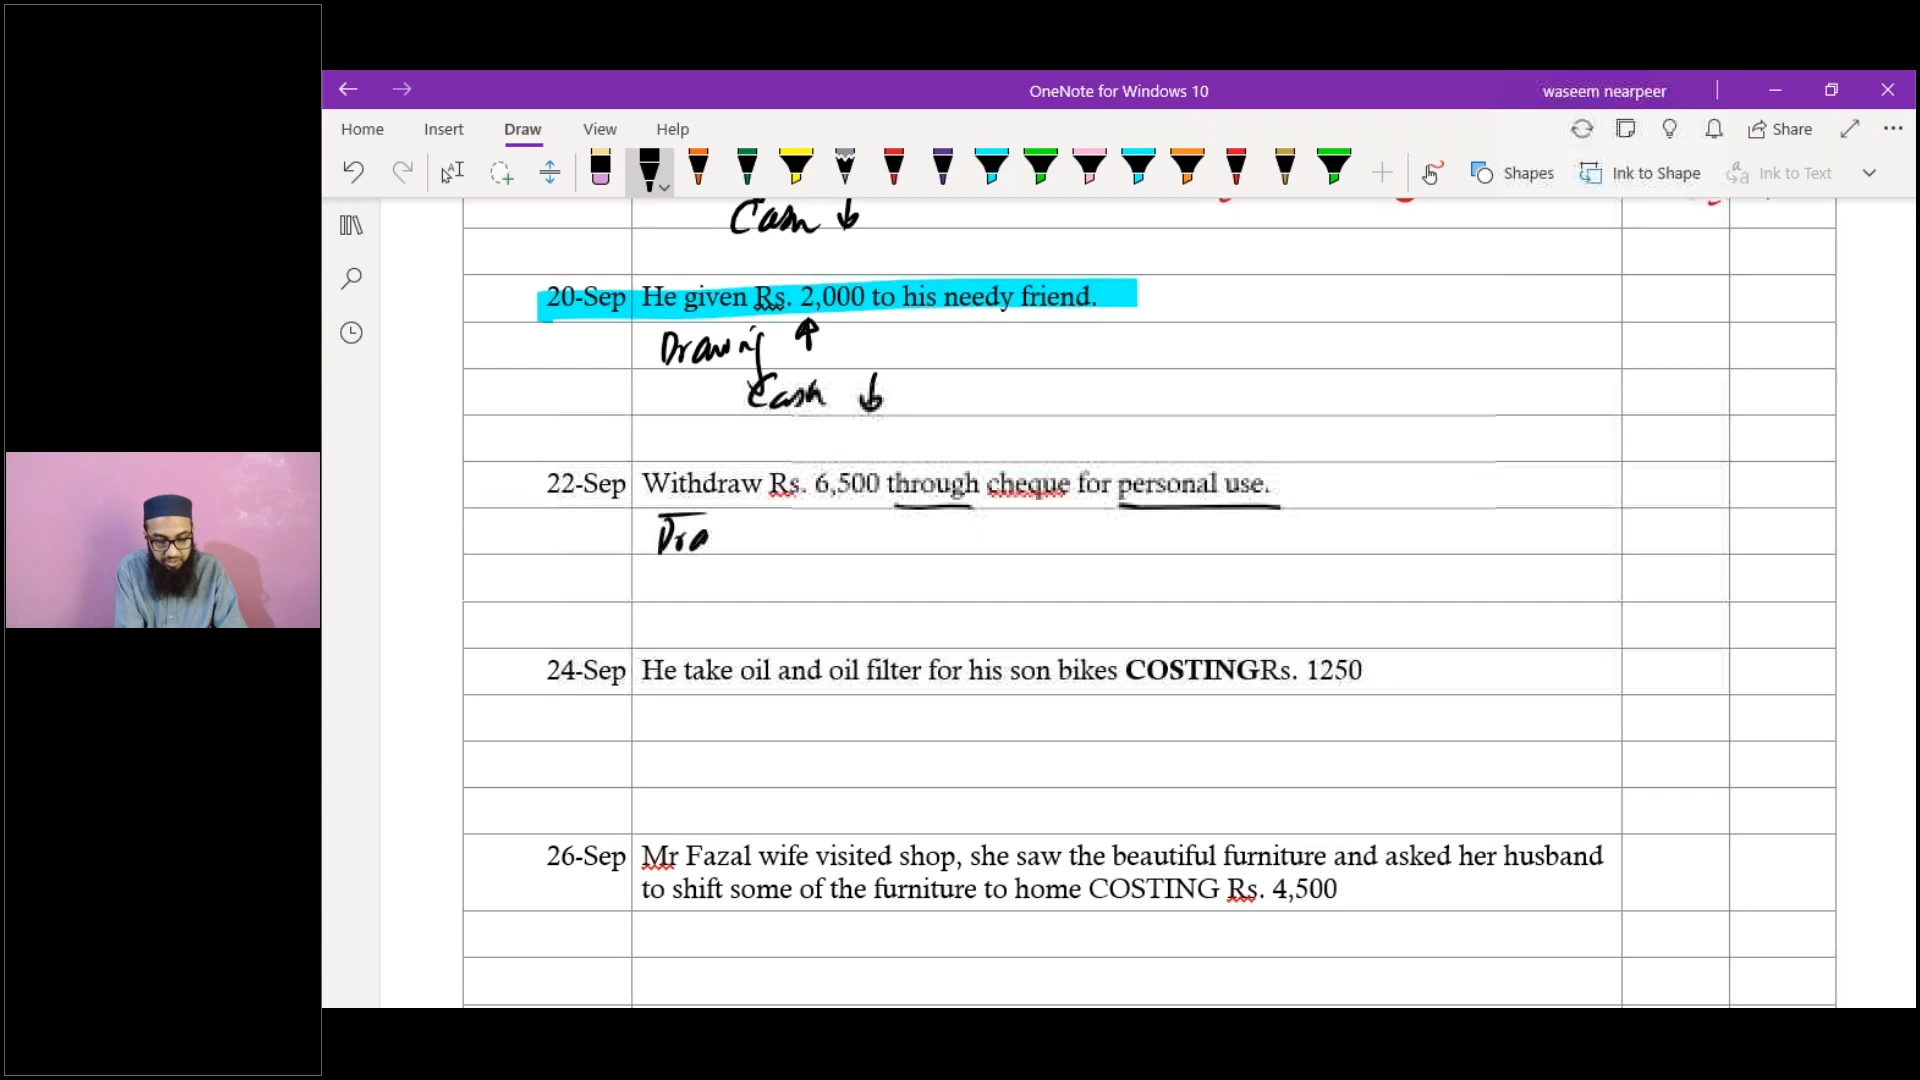 OneNote for Windows 10
waseem nearpeer
Home Insert Draw View Help
Share
Shapes
Ink to Shape
Ink to Text
Cash ↓
20-Sep He given Rs. 2,000 to his needy friend.
Drawing ↑
Cash ↓
22-Sep Withdraw Rs. 6,500 through cheque for personal use.
Dra
24-Sep He take oil and oil filter for his son bikes COSTINGRs. 1250
26-Sep Mr Fazal wife visited shop, she saw the beautiful furniture and asked her husband
to shift some of the furniture to home COSTING Rs. 4,500